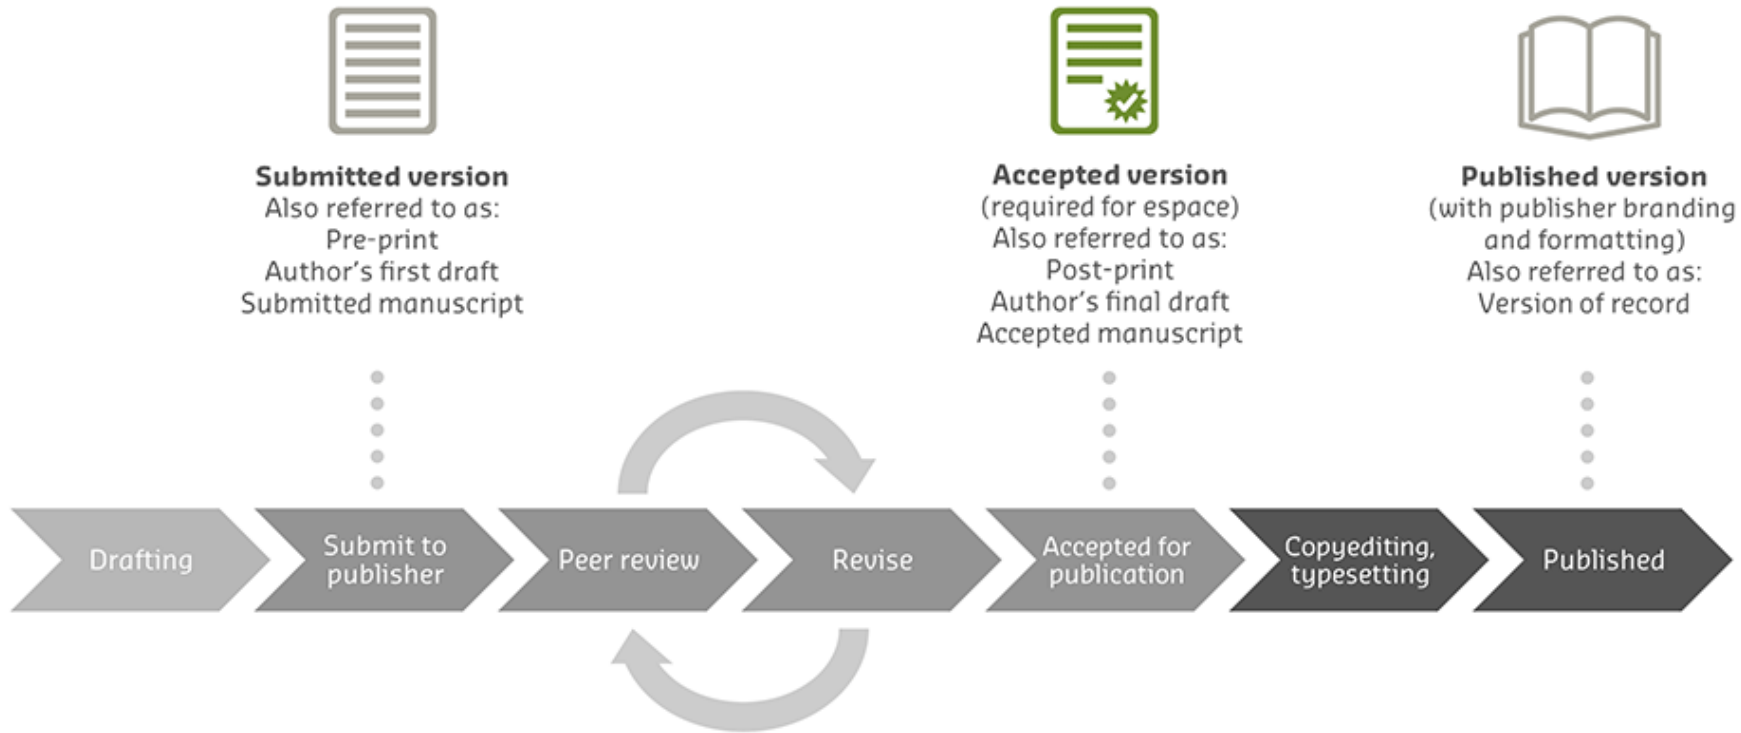 Submitted version
Also referred to as:
Pre-print
Author's first draft
Submitted manuscript
Accepted version
(required for espace)
Also referred to as:
Post-print
Author's final draft
Accepted manuscript
Published version
(with publisher branding
and formatting)
Also referred to as:
Version of record
Drafting
Submit to
publisher
Peer review
Revise
Accepted for
publication
Copyediting,
typesetting
Published